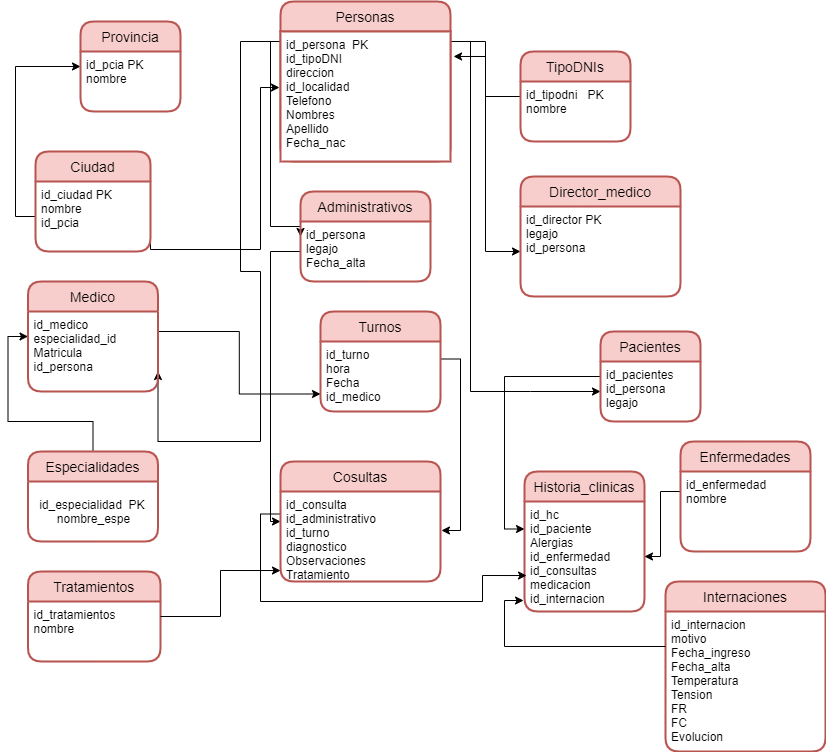 Personas
id_persona PK
id_tipoDNI
direccion
id_localidad
Telefono
Nombres
Apellido
Fecha_nac
Provincia
id_pcia PK
nombre
TipoDNIs
id_tipodni PK
nombre
Ciudad
id_ciudad PK
nombre
id_pcia
Administrativos
id_persona
legajo
Fecha_alta
Director_medico
id_director PK
legajo
id_persona
Medico
id_medico
especialidad_id
Matricula
id_persona
Turnos
id_turno
hora
Fecha
id_medico
Pacientes
id_pacientes
id_persona
legajo
Especialidades
id_especialidad PK
nombre_espe
Cosultas
id_consulta
id_administrativo
id_turno
diagnostico
Observaciones
Tratamiento
Historia_clinicas
id_hc
id_paciente
Alergias
id_enfermedad
id_consultas
medicacion
id_internacion
Enfermedades
id_enfermedad
nombre
Tratamientos
id_tratamientos
nombre
Internaciones
id_internacion
motivo
Fecha_ingreso
Fecha_alta
Temperatura
Tension
FR
FC
Evolucion